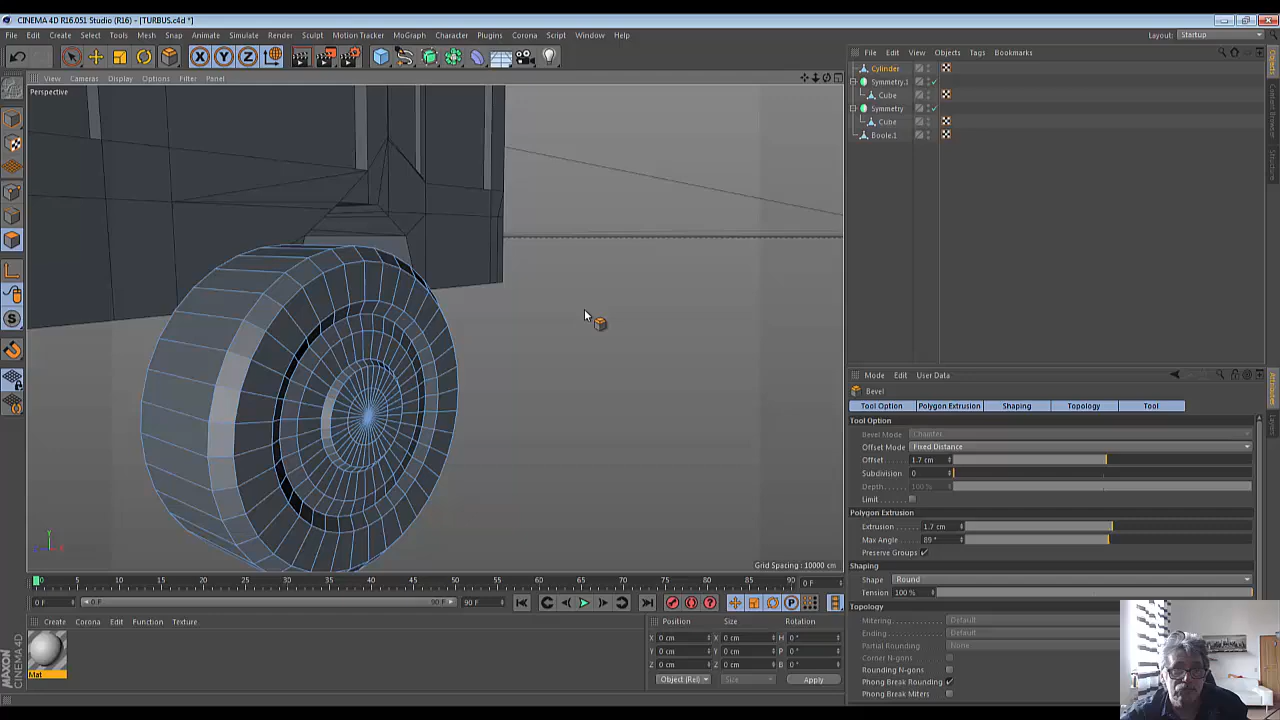 CINEMA 4D R16.051 Studio (R16) - [TURBUS.c4d *]
File Edit Create Select Tools Mesh Snap Animate Simulate Render Sculpt Motion Tracker MoGraph Character Plugins Corona Script Window Help
Layout: Startup
View Cameras Display Options Filter Panel
Perspective
Grid Spacing: 10000 cm
File Edit View Objects Tags Bookmarks
Cylinder
Symmetry.1
Cube
Symmetry
Cube
Boole.1
Objects
Content Browser
Structure
Mode Edit User Data
Bevel
Tool Option Polygon Extrusion Shaping Topology Tool
Tool Option
Bevel Mode Chamfer
Offset Mode Fixed Distance
Offset 1.7 cm
Subdivision 0
Depth 100 %
Limit
Polygon Extrusion
Extrusion 1.7 cm
Max Angle 89 °
Preserve Groups
Shaping
Shape Round
Tension 100 %
Topology
Mitering Default
Ending Default
Partial Rounding None
Corner N-gons
Rounding N-gons
Phong Break Rounding
Phong Break Miters
Attributes
Layers
0 5 10 15 20 25 30 35 40 45 50 55 60 65 70 75 80 85 90 0 F
0 F 0 F 90 F 90 F
Create Corona Edit Function Texture
Mat
Position Size Rotation
X 0 cm X 0 cm H 0 °
Y 0 cm Y 0 cm P 0 °
Z 0 cm Z 0 cm B 0 °
Object (Rel) Size Apply
MAXON CINEMA 4D